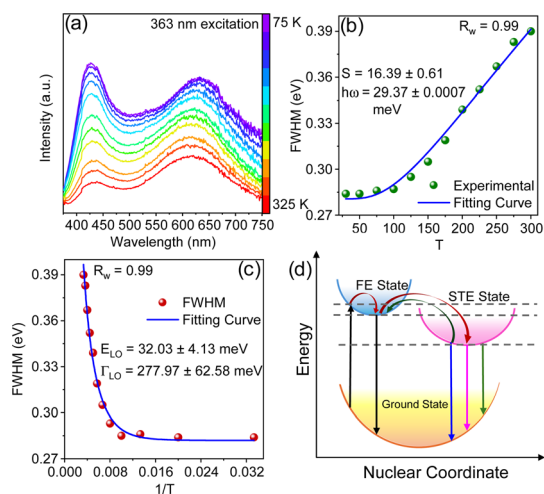 (a)
363 nm excitation
75 K
325 K
Intensity (a.u.)
400 450 500 550 600 650 700 750
Wavelength (nm)
(b)
R_w = 0.99
S = 16.39 ± 0.61
hω = 29.37 ± 0.0007
meV
Experimental
Fitting Curve
FWHM (eV)
0.39
0.36
0.33
0.30
0.28
50 100 150 200 250 300
T
(c)
R_w = 0.99
FWHM
Fitting Curve
E_LO = 32.03 ± 4.13 meV
Γ_LO = 277.97 ± 62.58 meV
FWHM (eV)
0.39
0.36
0.33
0.30
0.27
0.000 0.008 0.016 0.024 0.032
1/T
(d)
FE State
STE State
Ground State
Energy
Nuclear Coordinate